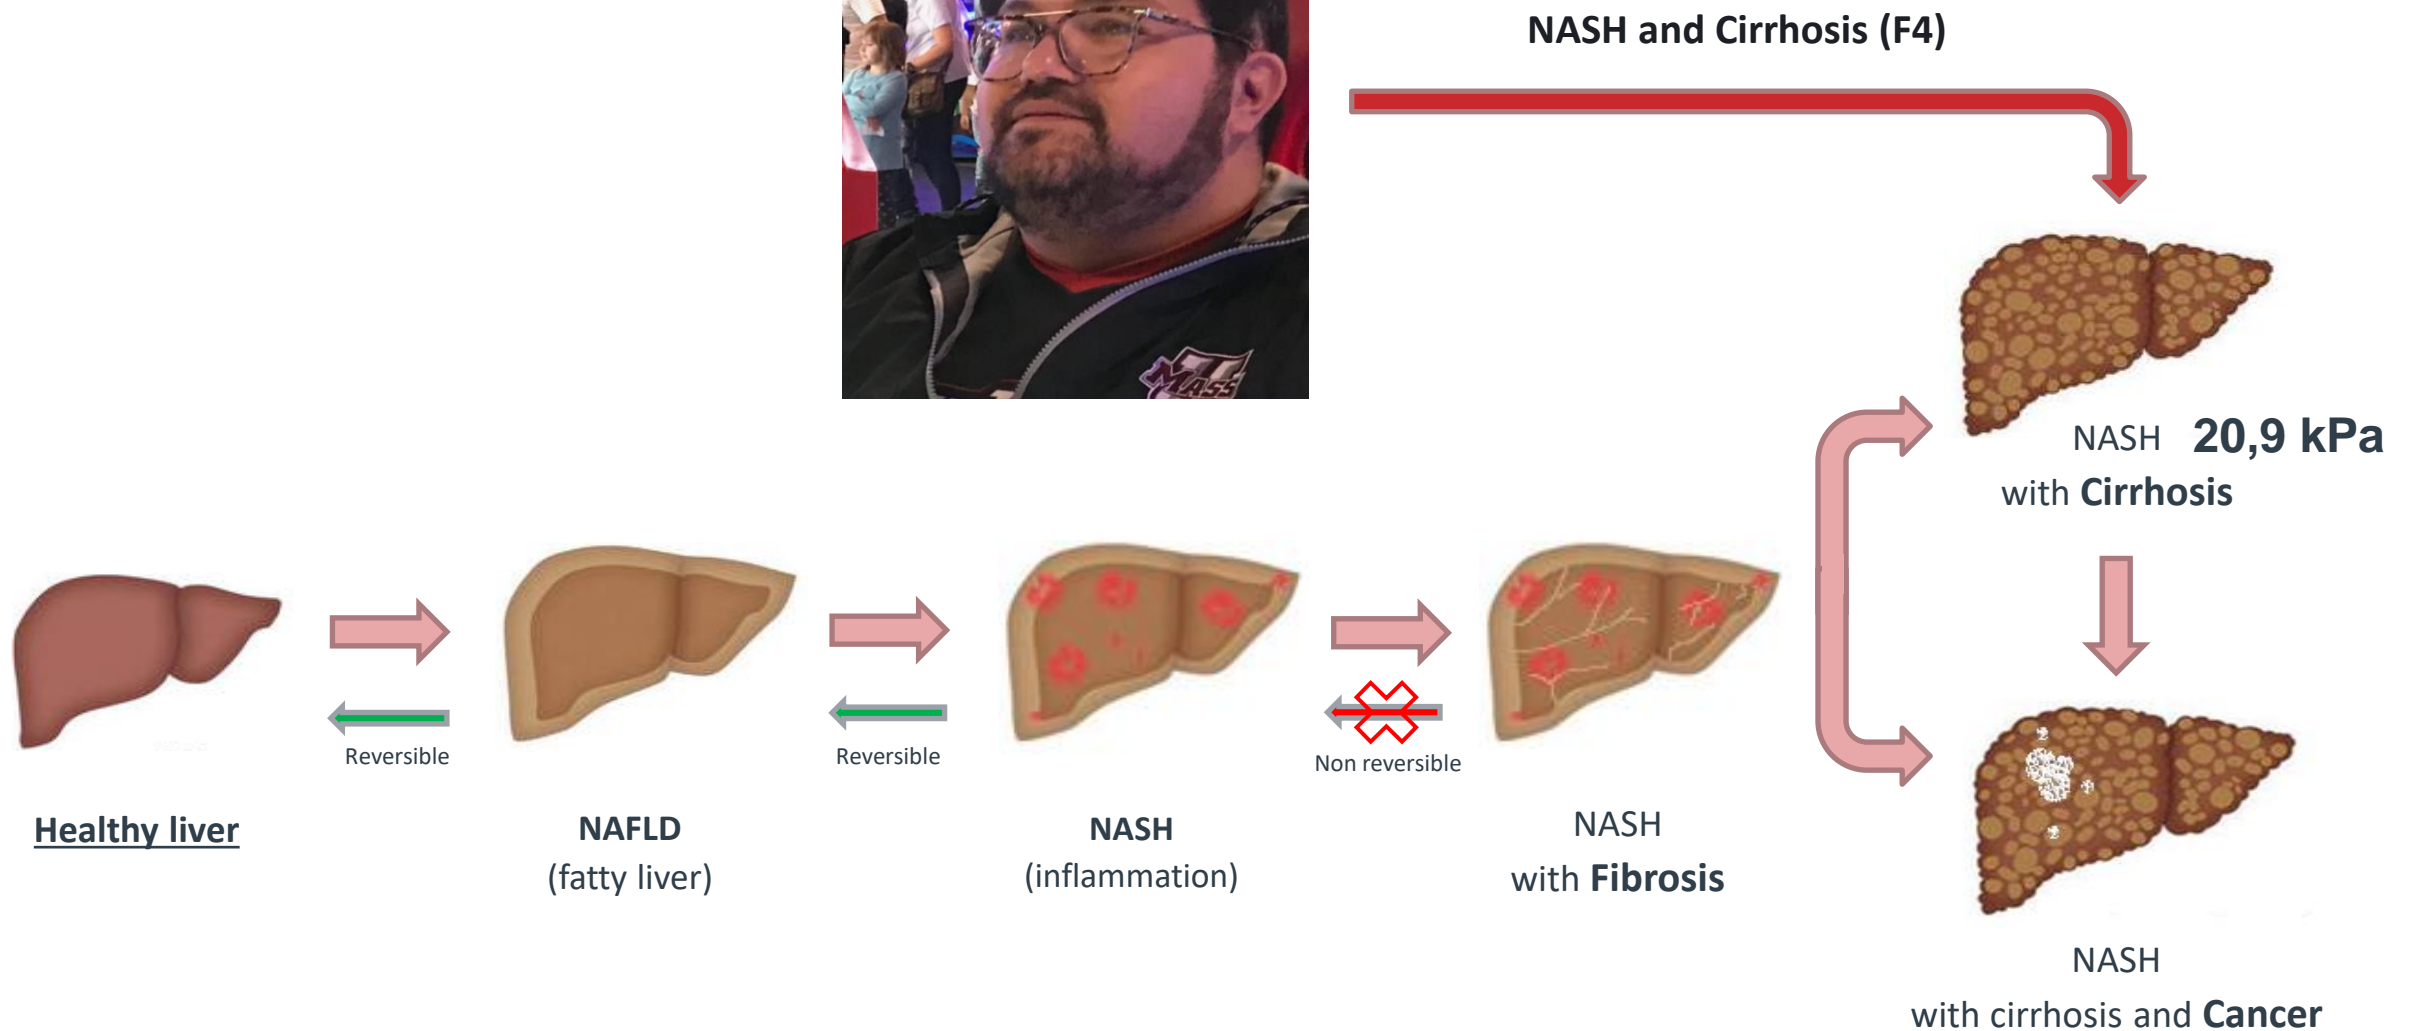 NASH and Cirrhosis (F4)
MASS
NASH 20,9 kPa
with Cirrhosis
Reversible
Reversible
Non reversible
Healthy liver
NAFLD
(fatty liver)
NASH
(inflammation)
NASH
with Fibrosis
NASH
with cirrhosis and Cancer